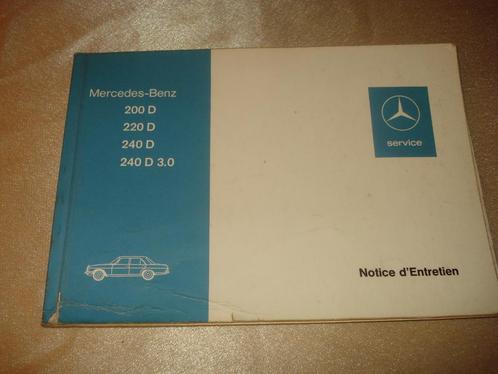 Mercedes-Benz
200 D
220 D
240 D
240 D 3.0
service
Notice d'Entretien